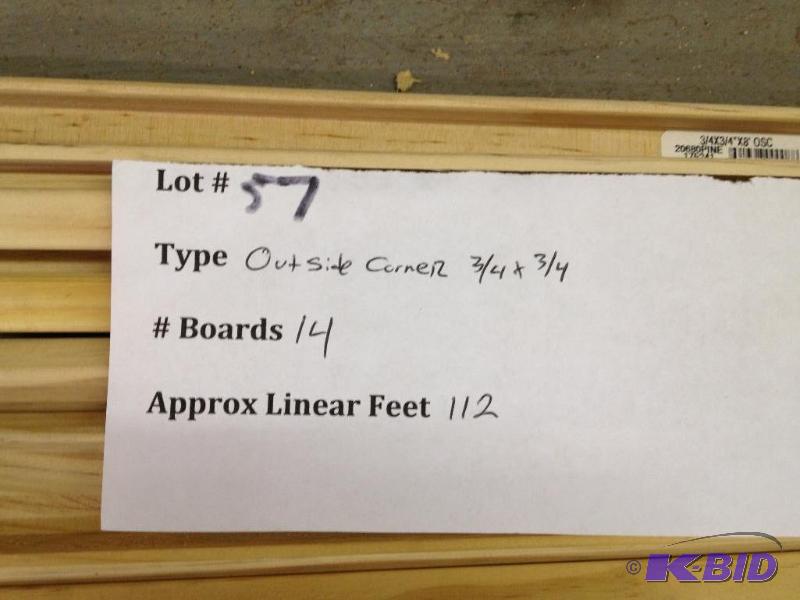 3/4X3/4"X8' OSC
20680PINE
Lot # 57
Type Outside Corner 3/4 x 3/4
# Boards 14
Approx Linear Feet 112
© K-BID